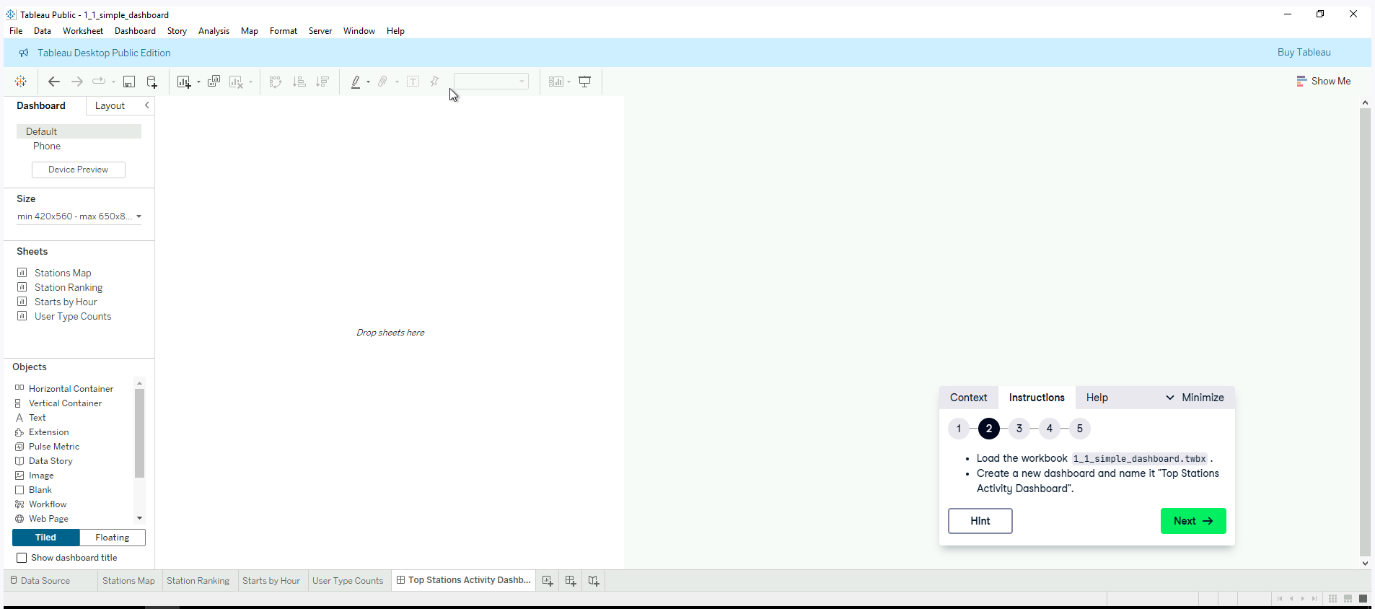 Tableau Public - 1_1_simple_dashboard
File Data Worksheet Dashboard Story Analysis Map Format Server Window Help
Tableau Desktop Public Edition
Buy Tableau
Show Me
Dashboard Layout
Default
Phone
Device Preview
Size
min 420x560 - max 650x8...
Sheets
Stations Map
Station Ranking
Starts by Hour
User Type Counts
Drop sheets here
Objects
Horizontal Container
Vertical Container
Text
Extension
Pulse Metric
Data Story
Image
Blank
Workflow
Web Page
Tiled Floating
Show dashboard title
Context Instructions Help Minimize
1 2 3 4 5
• Load the workbook 1_1_simple_dashboard.twbx .
• Create a new dashboard and name it "Top Stations
Activity Dashboard".
Hint Next →
Data Source Stations Map Station Ranking Starts by Hour User Type Counts Top Stations Activity Dashb...